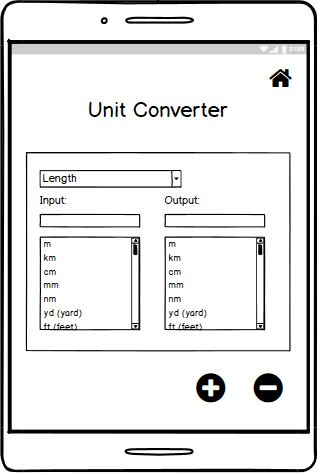 Unit Converter
Length
Input: Output:
m m
km km
cm cm
mm mm
nm nm
yd (yard) yd (yard)
ft (feet) ft (feet)